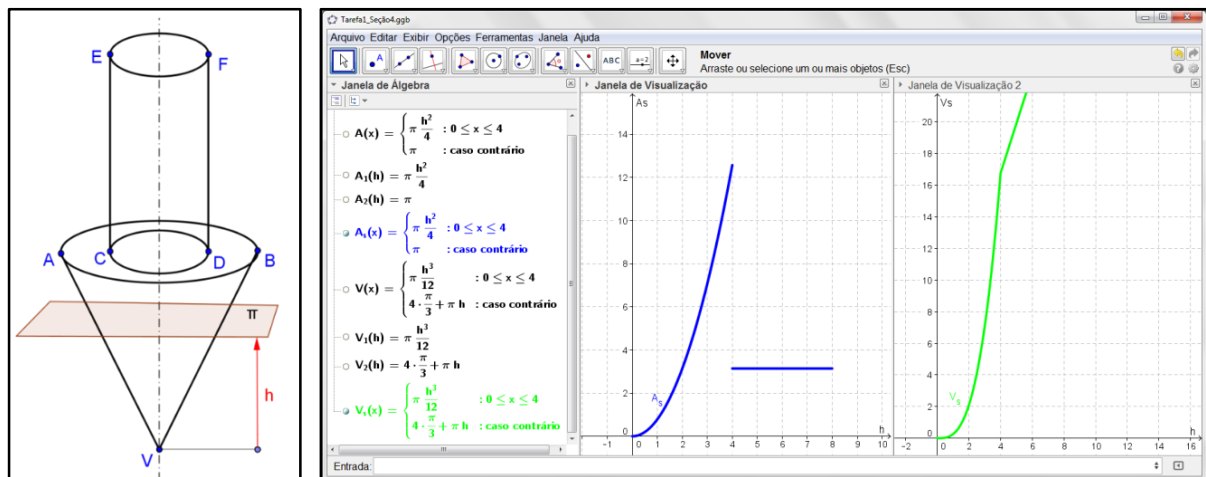 E
F
A
C
D
B
π
h
V
Tarefa1_Seção4.ggb
Arquivo Editar Exibir Opções Ferramentas Janela Ajuda
A
ABC
a=2
Mover
Arraste ou selecione um ou mais objetos (Esc)
Janela de Álgebra
A(x) = { π h²/4 : 0 ≤ x ≤ 4
π : caso contrário
A₁(h) = π h²/4
A₂(h) = π
Aₛ(x) = { π h²/4 : 0 ≤ x ≤ 4
π : caso contrário
V(x) = { π h³/12 : 0 ≤ x ≤ 4
4 · π/3 + π h : caso contrário
V₁(h) = π h³/12
V₂(h) = 4 · π/3 + π h
Vₛ(x) = { π h³/12 : 0 ≤ x ≤ 4
4 · π/3 + π h : caso contrário
Janela de Visualização
As
14
12
10
8
6
4
2
0
-1 0 1 2 3 4 5 6 7 8 9 10
h
Aₛ
Janela de Visualização 2
Vs
20
18
16
14
12
10
8
6
4
2
0
-2 0 2 4 6 8 10 12 14 16
h
Vₛ
Entrada: